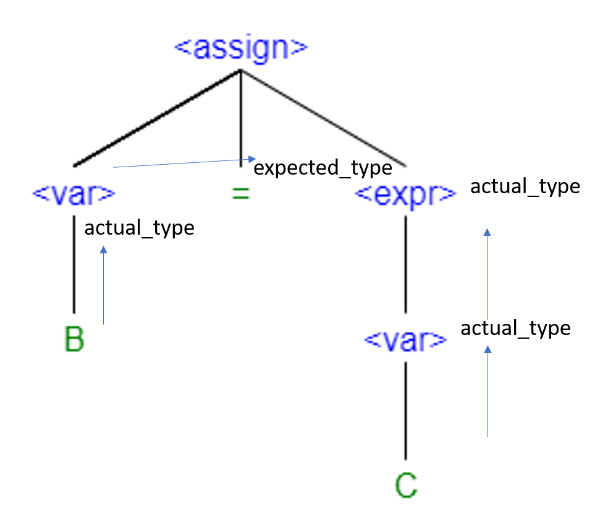 <assign>
expected_type
<var>
=
<expr>
actual_type
actual_type
B
<var>
actual_type
C